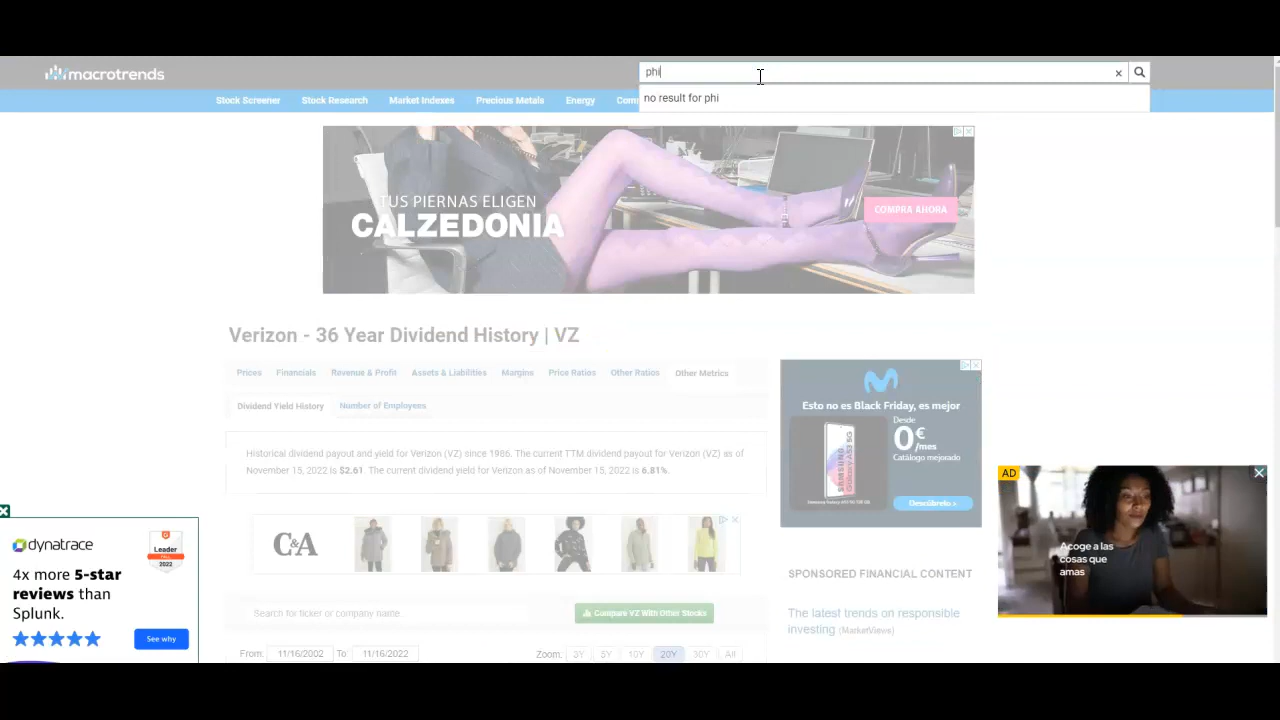 macrotrends
phi
no result for phi
Stock Screener Stock Research Market Indexes Precious Metals Energy
TUS PIERNAS ELIGEN
CALZEDONIA
COMPRA AHORA
Verizon - 36 Year Dividend History | VZ
Prices Financials Revenue & Profit Assets & Liabilities Margins Price Ratios Other Ratios Other Metrics
Dividend Yield History Number of Employees
Historical dividend payout and yield for Verizon (VZ) since 1986. The current TTM dividend payout for Verizon (VZ) as of
November 15, 2022 is $2.61. The current dividend yield for Verizon as of November 15, 2022 is 6.81%.
Esto no es Black Friday, es mejor
Desde
0€
/mes
Catálogo mejorado
SAMSUNG
Galaxy A53 5G
Descúbrelo >
C&A
Search for ticker or company name.
Compare VZ With Other Stocks
From: 11/16/2002 To: 11/16/2022 Zoom: 3Y 5Y 10Y 20Y 30Y All
SPONSORED FINANCIAL CONTENT
The latest trends on responsible
investing (MarketViews)
AD
Acoge a las
cosas que
amas
dynatrace
Leader
2022
4x more 5-star
reviews than
Splunk.
See why